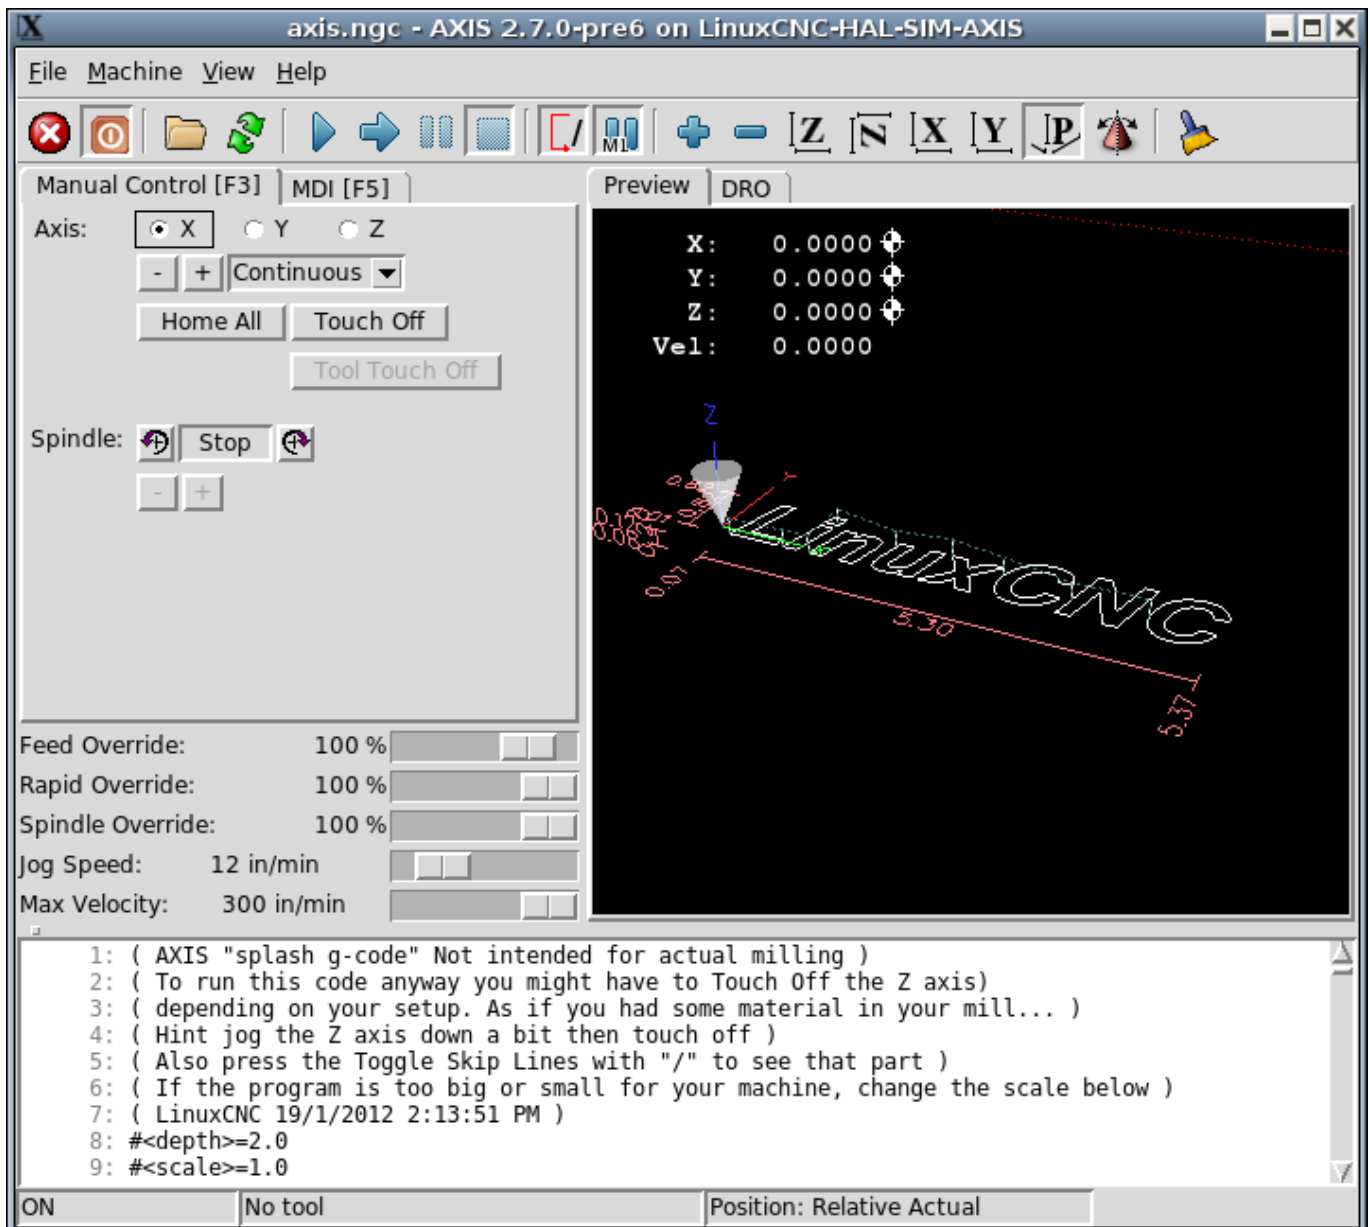 axis.ngc - AXIS 2.7.0-pre6 on LinuxCNC-HAL-SIM-AXIS
File Machine View Help
M1 Z N X Y P
Manual Control [F3] MDI [F5]
Axis: X Y Z
- + Continuous
Home All Touch Off
Tool Touch Off
Spindle: Stop
- +
Feed Override: 100 %
Rapid Override: 100 %
Spindle Override: 100 %
Jog Speed: 12 in/min
Max Velocity: 300 in/min
Preview DRO
X: 0.0000
Y: 0.0000
Z: 0.0000
Vel: 0.0000
Z
Y
LinuxCNC
0.07
5.30
5.37
1: ( AXIS "splash g-code" Not intended for actual milling )
2: ( To run this code anyway you might have to Touch Off the Z axis)
3: ( depending on your setup. As if you had some material in your mill... )
4: ( Hint jog the Z axis down a bit then touch off )
5: ( Also press the Toggle Skip Lines with "/" to see that part )
6: ( If the program is too big or small for your machine, change the scale below )
7: ( LinuxCNC 19/1/2012 2:13:51 PM )
8: #<depth>=2.0
9: #<scale>=1.0
ON No tool Position: Relative Actual